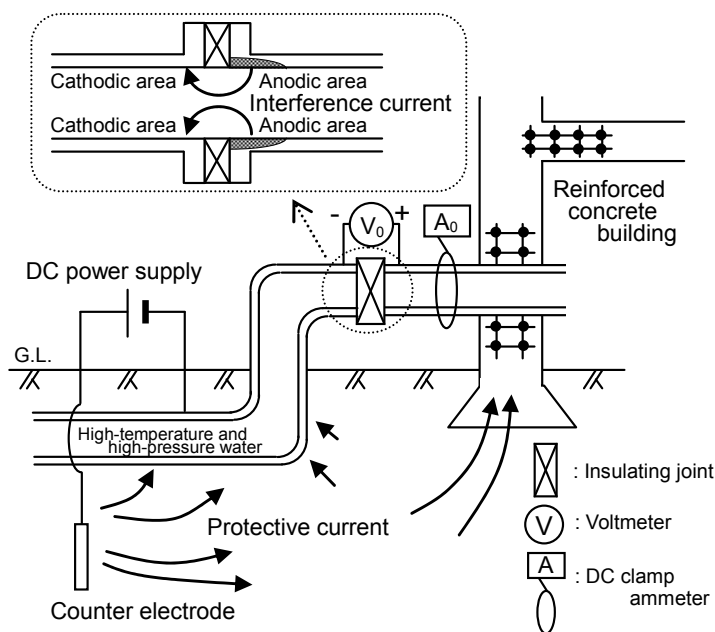 Cathodic area
Anodic area
Interference current
Cathodic area
Anodic area
- V0 +
A0
Reinforced
concrete
building
DC power supply
G.L.
High-temperature and
high-pressure water
Protective current
Counter electrode
: Insulating joint
V : Voltmeter
A : DC clamp
ammeter